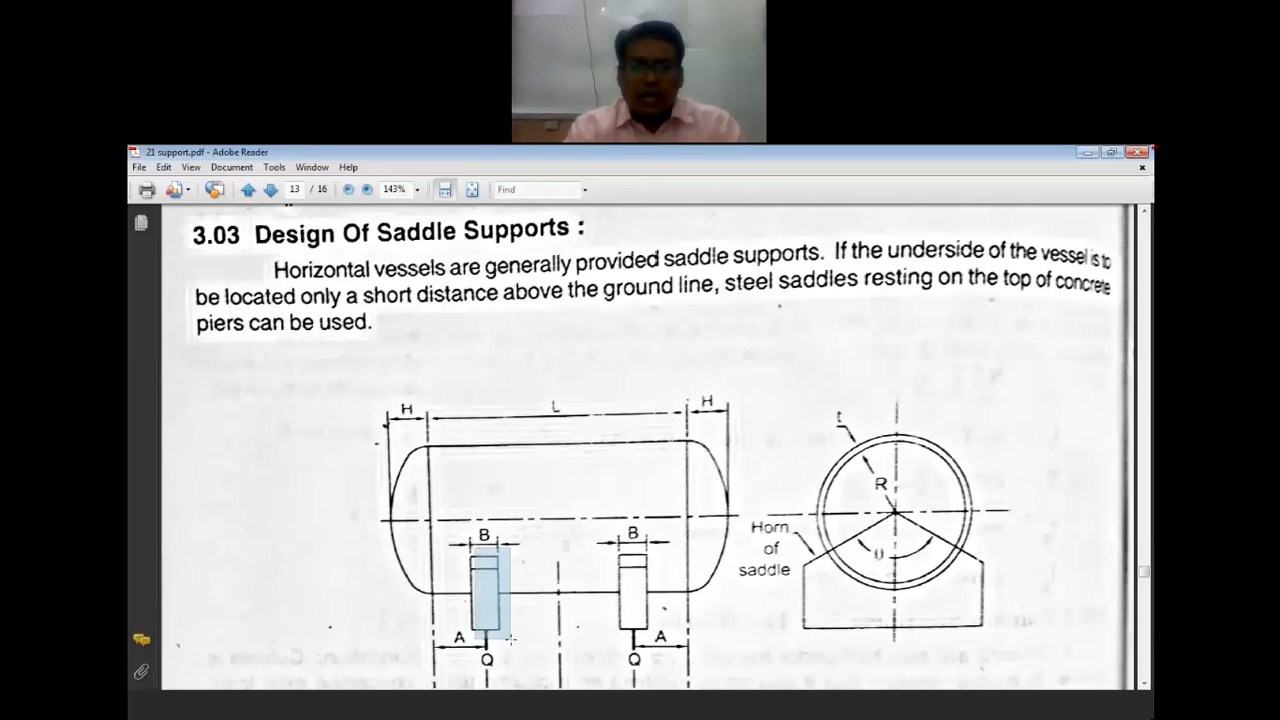 21 support.pdf - Adobe Reader
File Edit View Document Tools Window Help
13 / 16 143% Find
3.03 Design Of Saddle Supports :
Horizontal vessels are generally provided saddle supports. If the underside of the vessel is to
be located only a short distance above the ground line, steel saddles resting on the top of concrete
piers can be used.
H L H
t
R
Horn
of
saddle
θ
B B
A A
Q Q